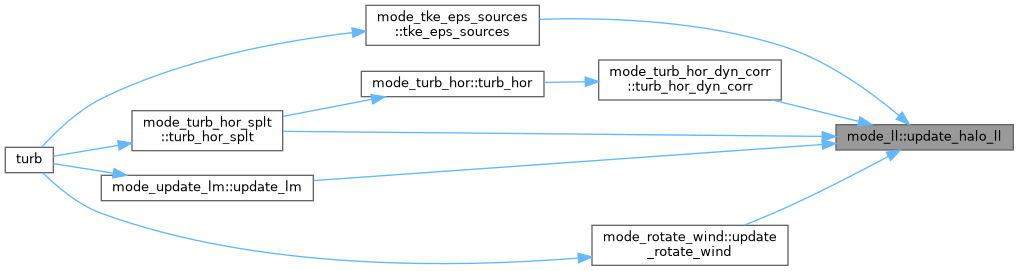 mode_tke_eps_sources
::tke_eps_sources
mode_turb_hor_dyn_corr
::turb_hor_dyn_corr
mode_turb_hor::turb_hor
mode_turb_hor_splt
::turb_hor_splt
mode_ll::update_halo_ll
turb
mode_update_lm::update_lm
mode_rotate_wind::update
_rotate_wind